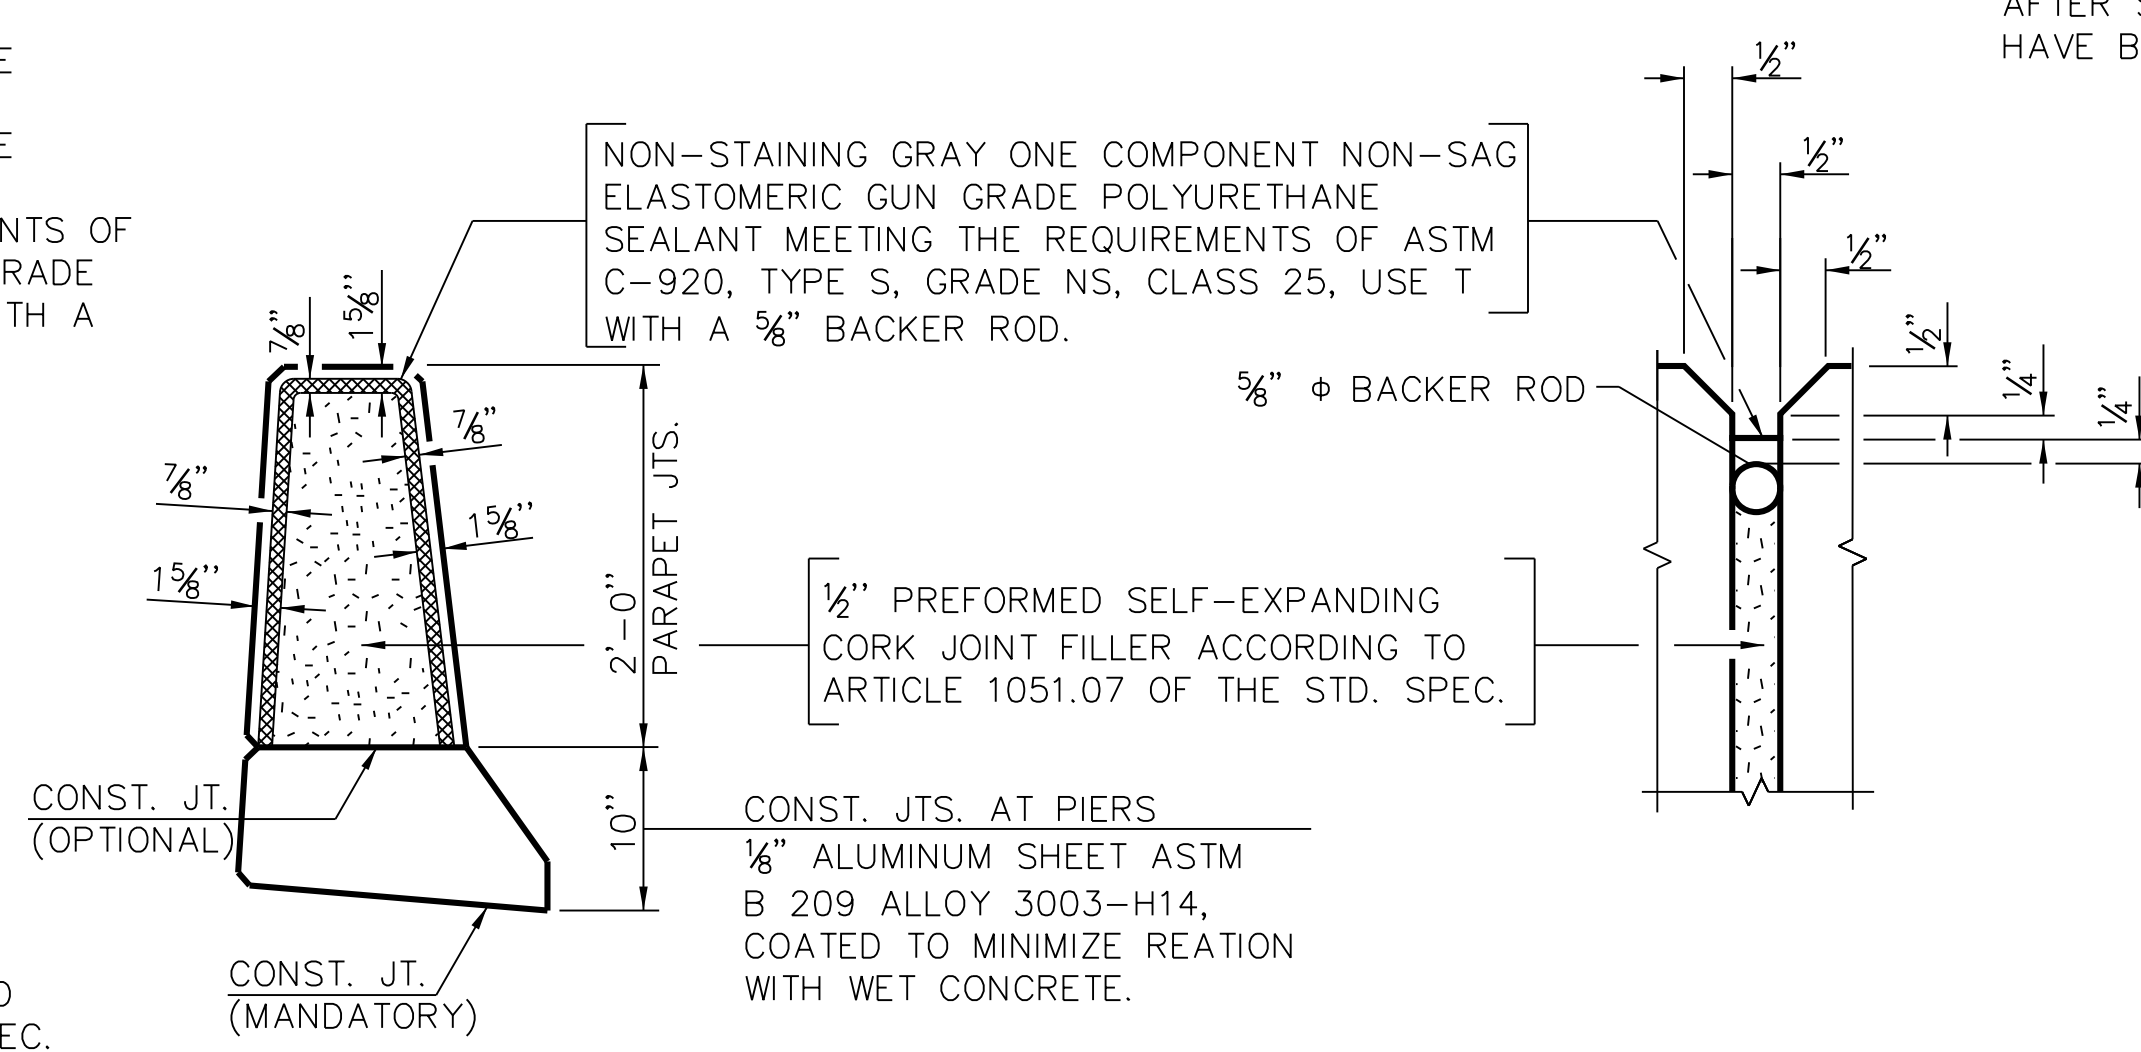 AFTER
HAVE B
E
E
NTS OF
RADE
TH A
NON-STAINING GRAY ONE COMPONENT NON-SAG
ELASTOMERIC GUN GRADE POLYURETHANE
SEALANT MEETING THE REQUIREMENTS OF ASTM
C-920, TYPE S, GRADE NS, CLASS 25, USE T
WITH A ⅝" BACKER ROD.
⅞"
1⅝"
⅞"
⅞"
1⅝"
1⅝"
2'-0"
PARAPET JTS.
10"
½"
½"
½"
½"
¼"
¼"
⅝" Φ BACKER ROD
½" PREFORMED SELF-EXPANDING
CORK JOINT FILLER ACCORDING TO
ARTICLE 1051.07 OF THE STD. SPEC.
CONST. JT.
(OPTIONAL)
CONST. JTS. AT PIERS
⅛" ALUMINUM SHEET ASTM
B 209 ALLOY 3003-H14,
COATED TO MINIMIZE REATION
WITH WET CONCRETE.
CONST. JT.
(MANDATORY)
EC.